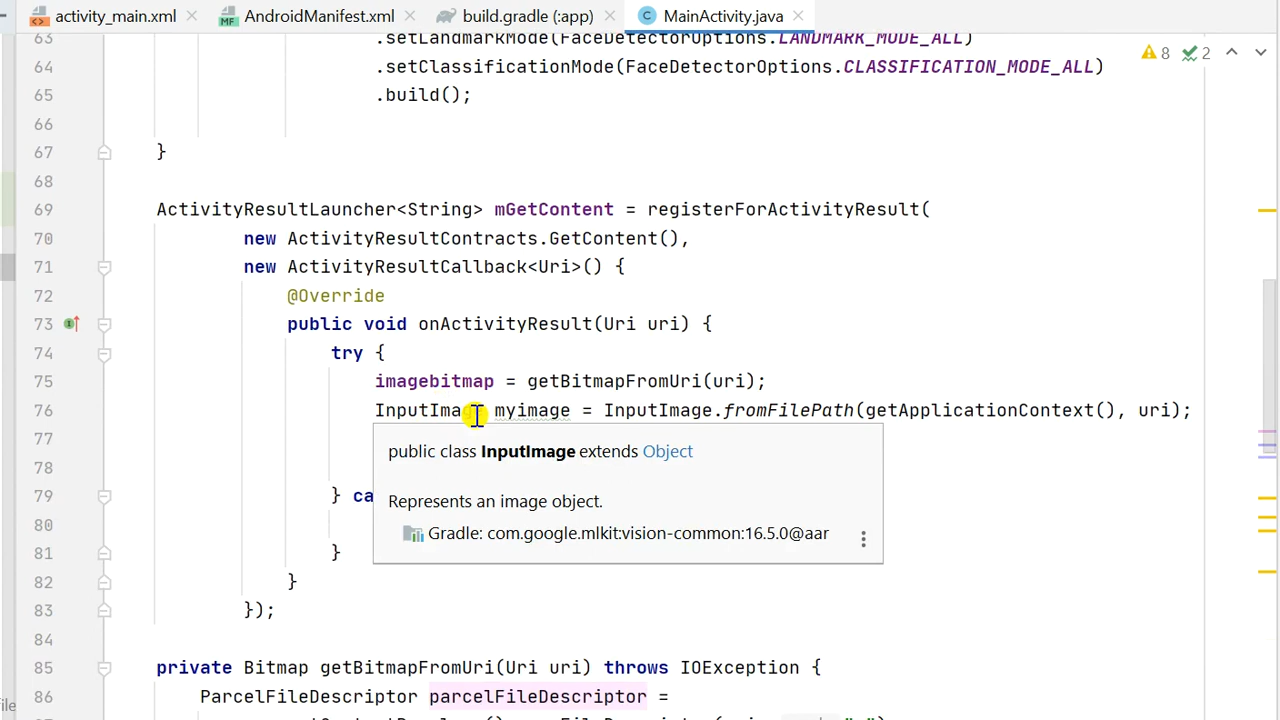 activity_main.xml AndroidManifest.xml build.gradle (:app) MainActivity.java
63 .setLandmarkMode(FaceDetectorOptions.LANDMARK_MODE_ALL)
8 2
64 .setClassificationMode(FaceDetectorOptions.CLASSIFICATION_MODE_ALL)
65 .build();
66
67 }
68
69 ActivityResultLauncher<String> mGetContent = registerForActivityResult(
70 new ActivityResultContracts.GetContent(),
71 new ActivityResultCallback<Uri>() {
72 @Override
73 public void onActivityResult(Uri uri) {
74 try {
75 imagebitmap = getBitmapFromUri(uri);
76 InputImage myimage = InputImage.fromFilePath(getApplicationContext(), uri);
77
public class InputImage extends Object
78
79 } ca
Represents an image object.
80
Gradle: com.google.mlkit:vision-common:16.5.0@aar
81 }
82 }
83 });
84
85 private Bitmap getBitmapFromUri(Uri uri) throws IOException {
86 ParcelFileDescriptor parcelFileDescriptor =